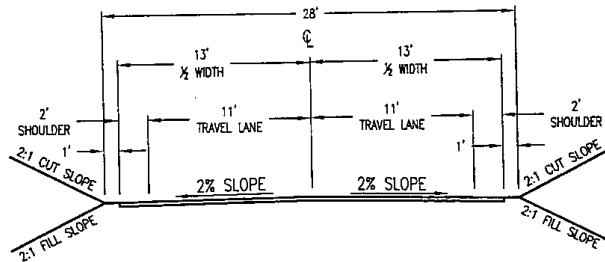 28'
℄
13'
½ WIDTH
13'
½ WIDTH
2'
SHOULDER
11'
TRAVEL LANE
11'
TRAVEL LANE
2'
SHOULDER
1'
1'
2:1 CUT SLOPE
2% SLOPE
2% SLOPE
2:1 CUT SLOPE
2:1 FILL SLOPE
2:1 FILL SLOPE